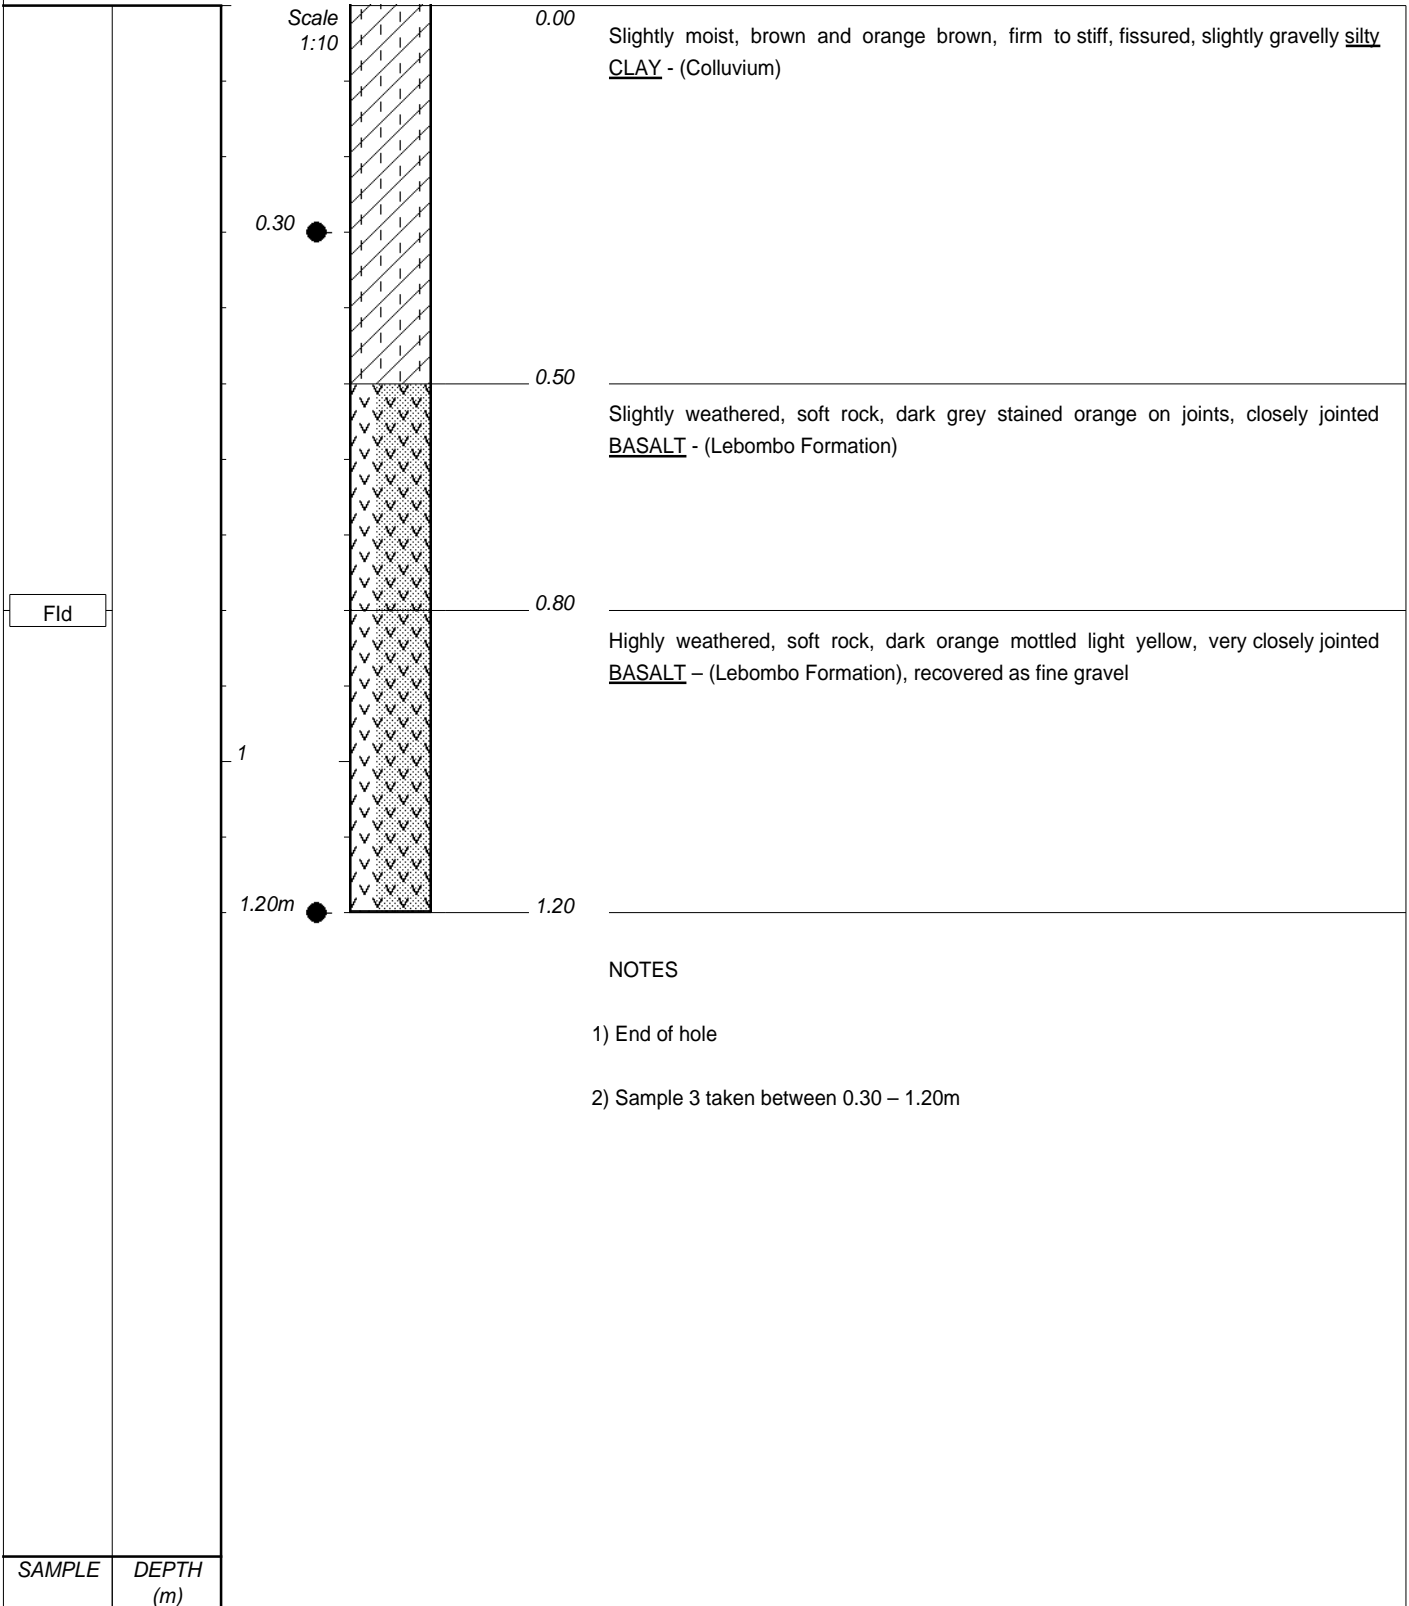 Scale
1:10
0.00
Slightly moist, brown and orange brown, firm to stiff, fissured, slightly gravelly silty
CLAY - (Colluvium)
0.30
0.50
Slightly weathered, soft rock, dark grey stained orange on joints, closely jointed
BASALT - (Lebombo Formation)
FId
0.80
Highly weathered, soft rock, dark orange mottled light yellow, very closely jointed
BASALT – (Lebombo Formation), recovered as fine gravel
1
1.20m
1.20
NOTES
1) End of hole
2) Sample 3 taken between 0.30 – 1.20m
SAMPLE
DEPTH
(m)